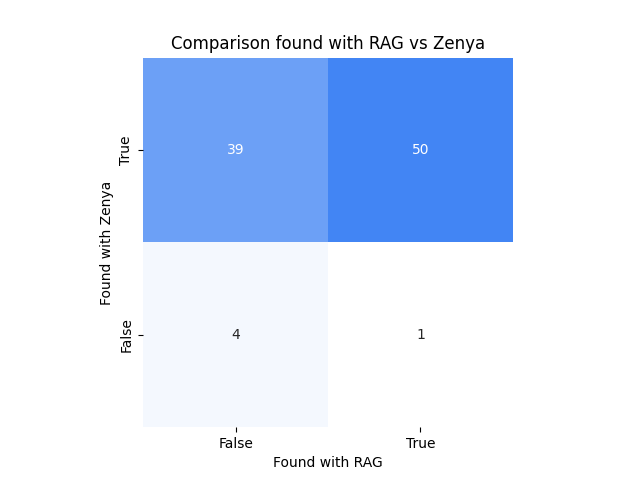 Comparison found with RAG vs Zenya
Found with Zenya
True
39
50
False
4
1
False
True
Found with RAG